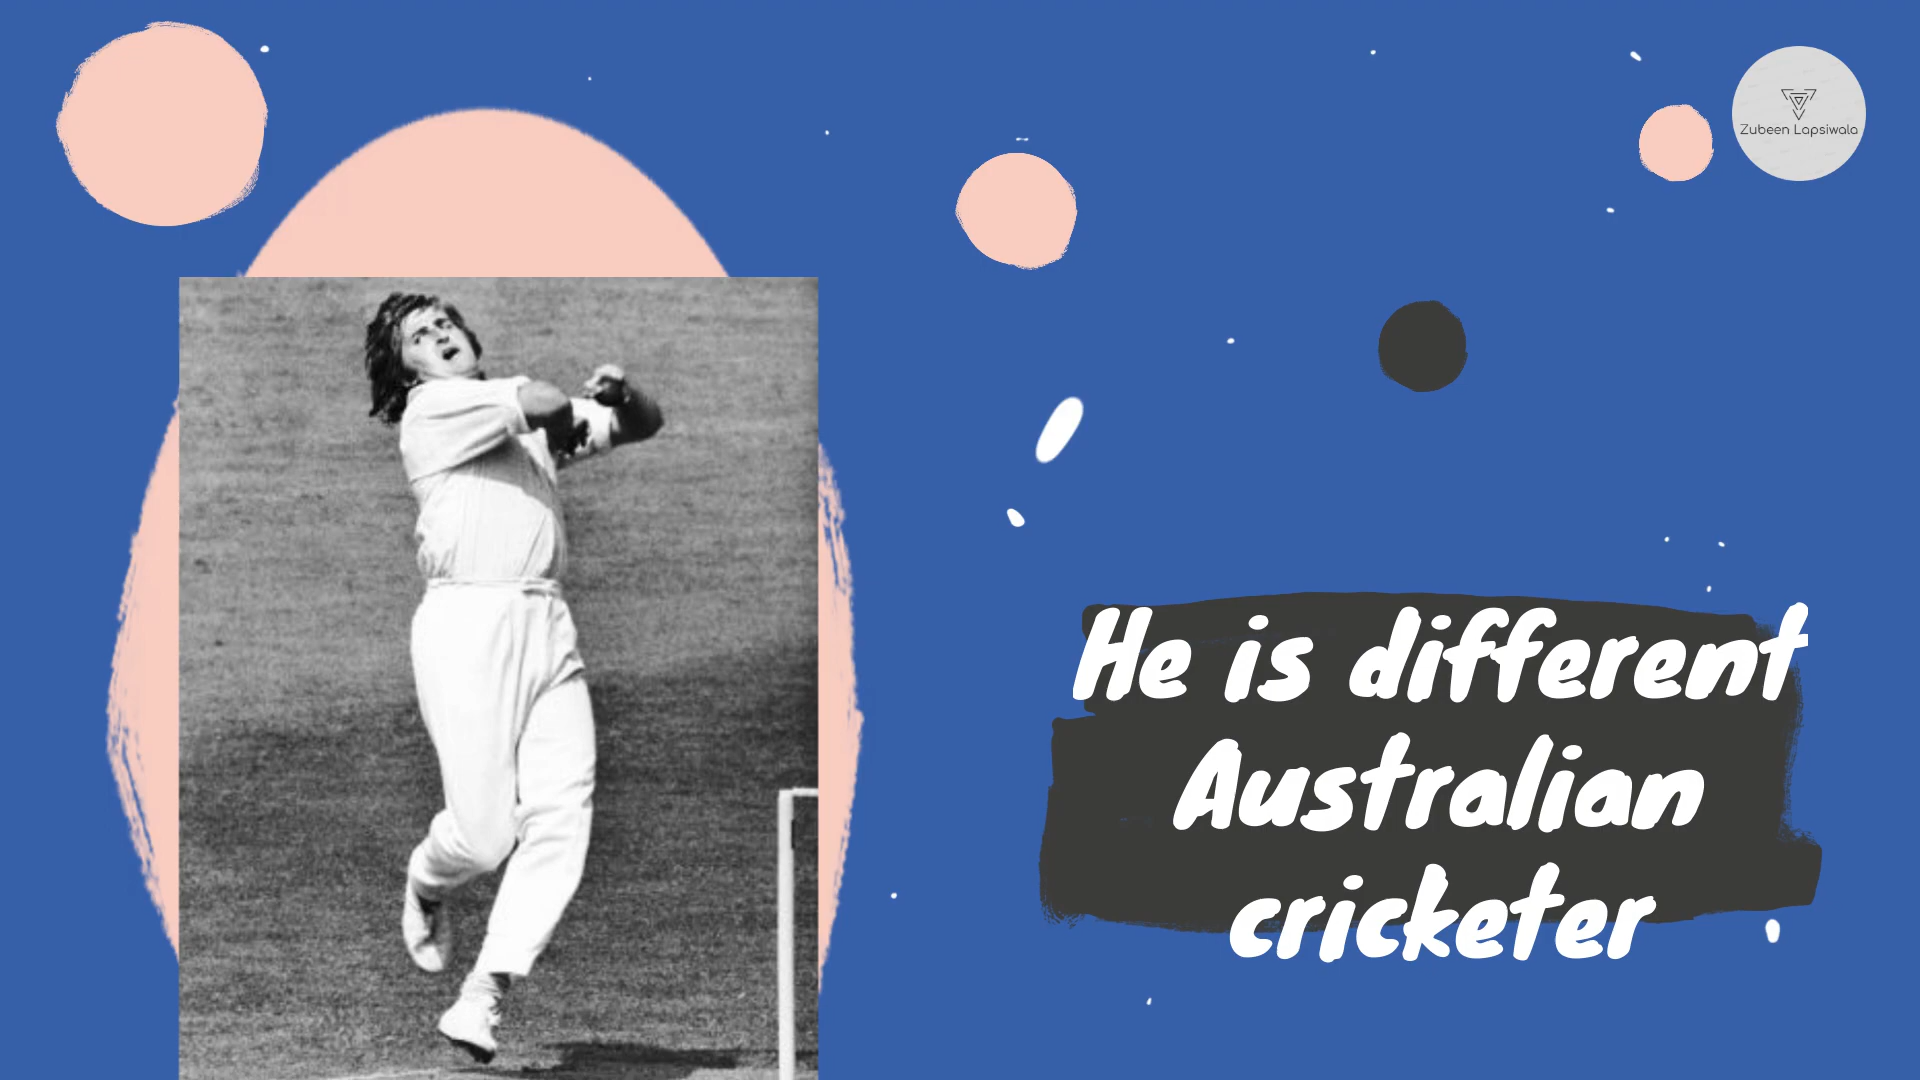 Zubeen Lapsiwala
He is different
Australian
cricketer